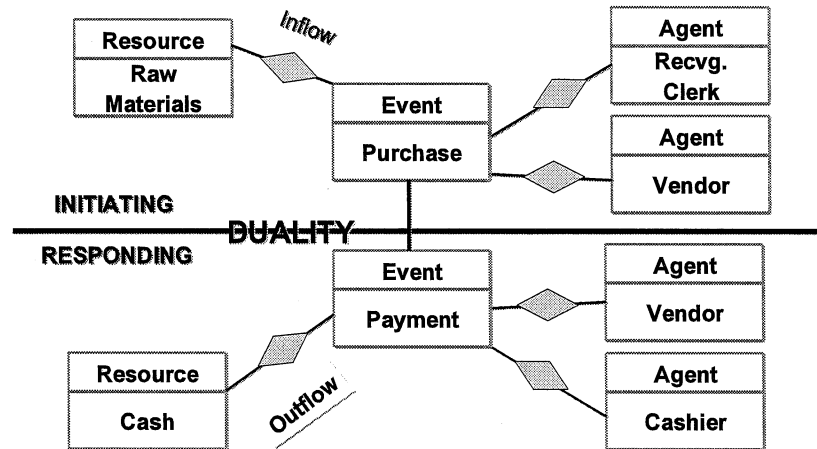 Resource
Raw
Materials
Inflow
Event
Purchase
Agent
Recvg.
Clerk
Agent
Vendor
INITIATING
DUALITY
RESPONDING
Event
Payment
Agent
Vendor
Resource
Cash
Outflow
Agent
Cashier